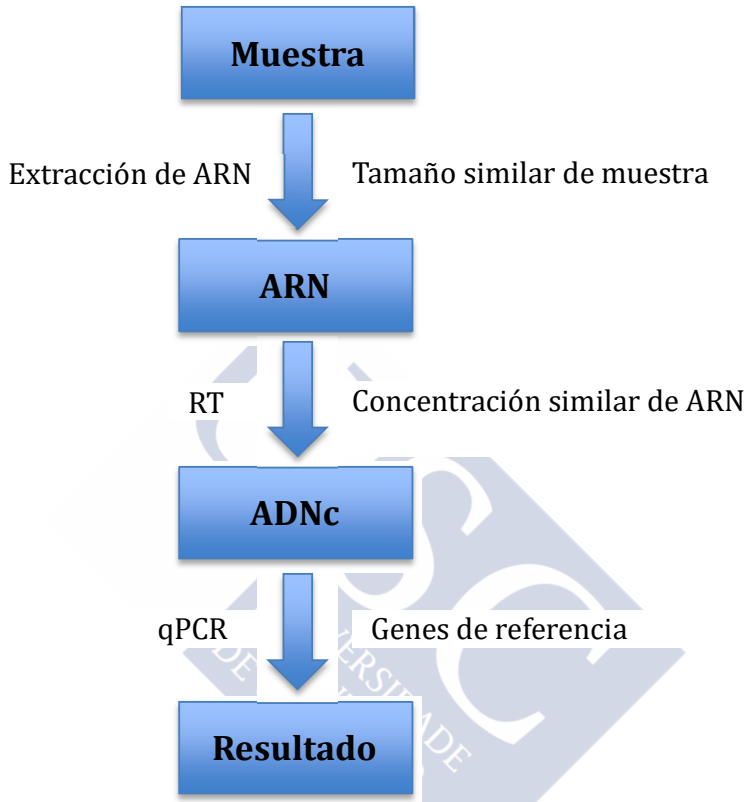 Muestra
Extracción de ARN
Tamaño similar de muestra
ARN
RT
Concentración similar de ARN
ADNc
qPCR
Genes de referencia
Resultado